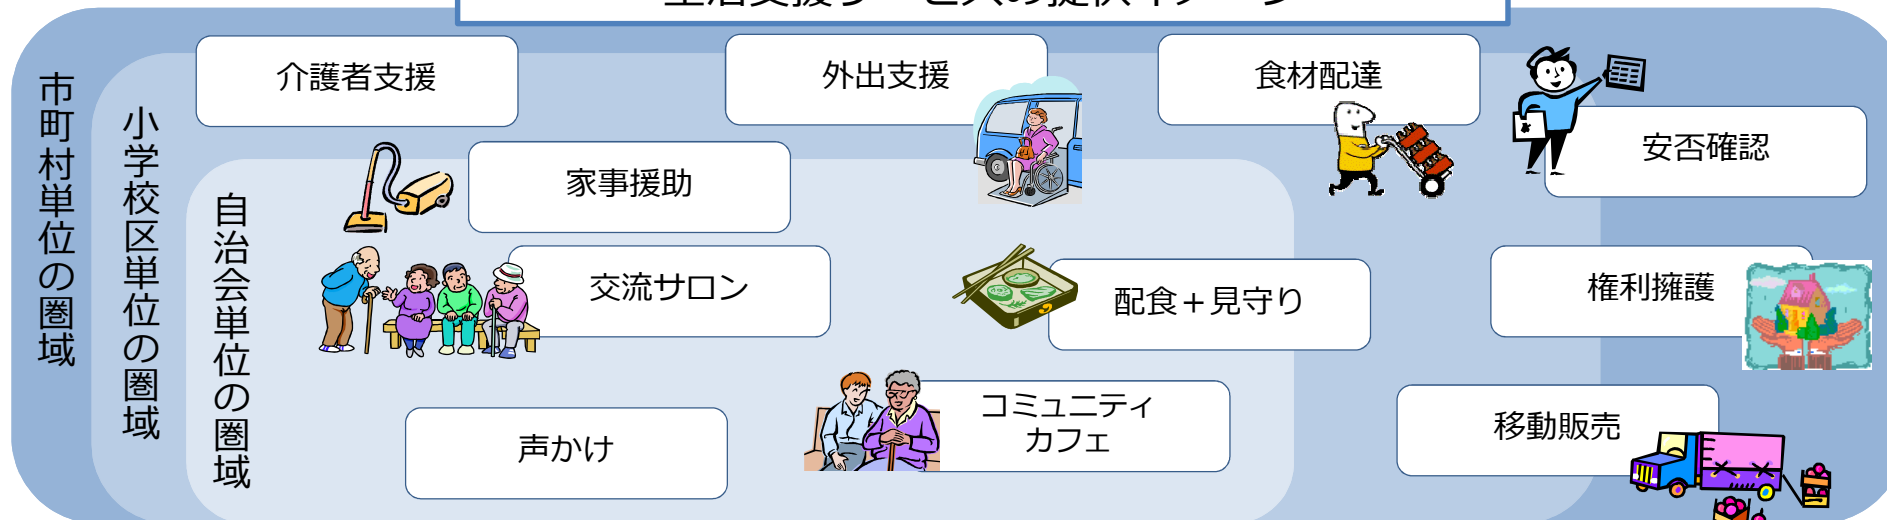 市町村単位の圏域
小学校区単位の圏域
自治会単位の圏域
介護者支援
外出支援
食材配達
安否確認
家事援助
交流サロン
配食＋見守り
権利擁護
コミュニティ
カフェ
声かけ
移動販売